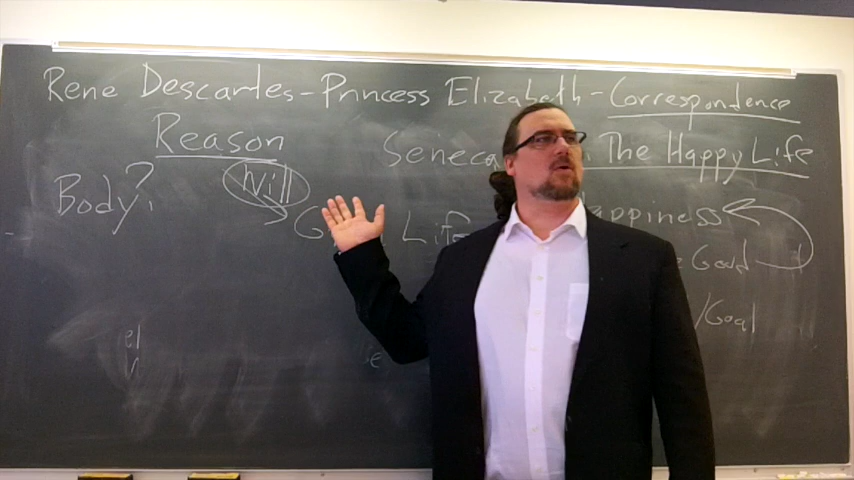 Rene Descartes - Princess Elizabeth - Correspondence
Reason
Seneca The Happy Life
Body?
Will
Life
appiness
Good
/Goal